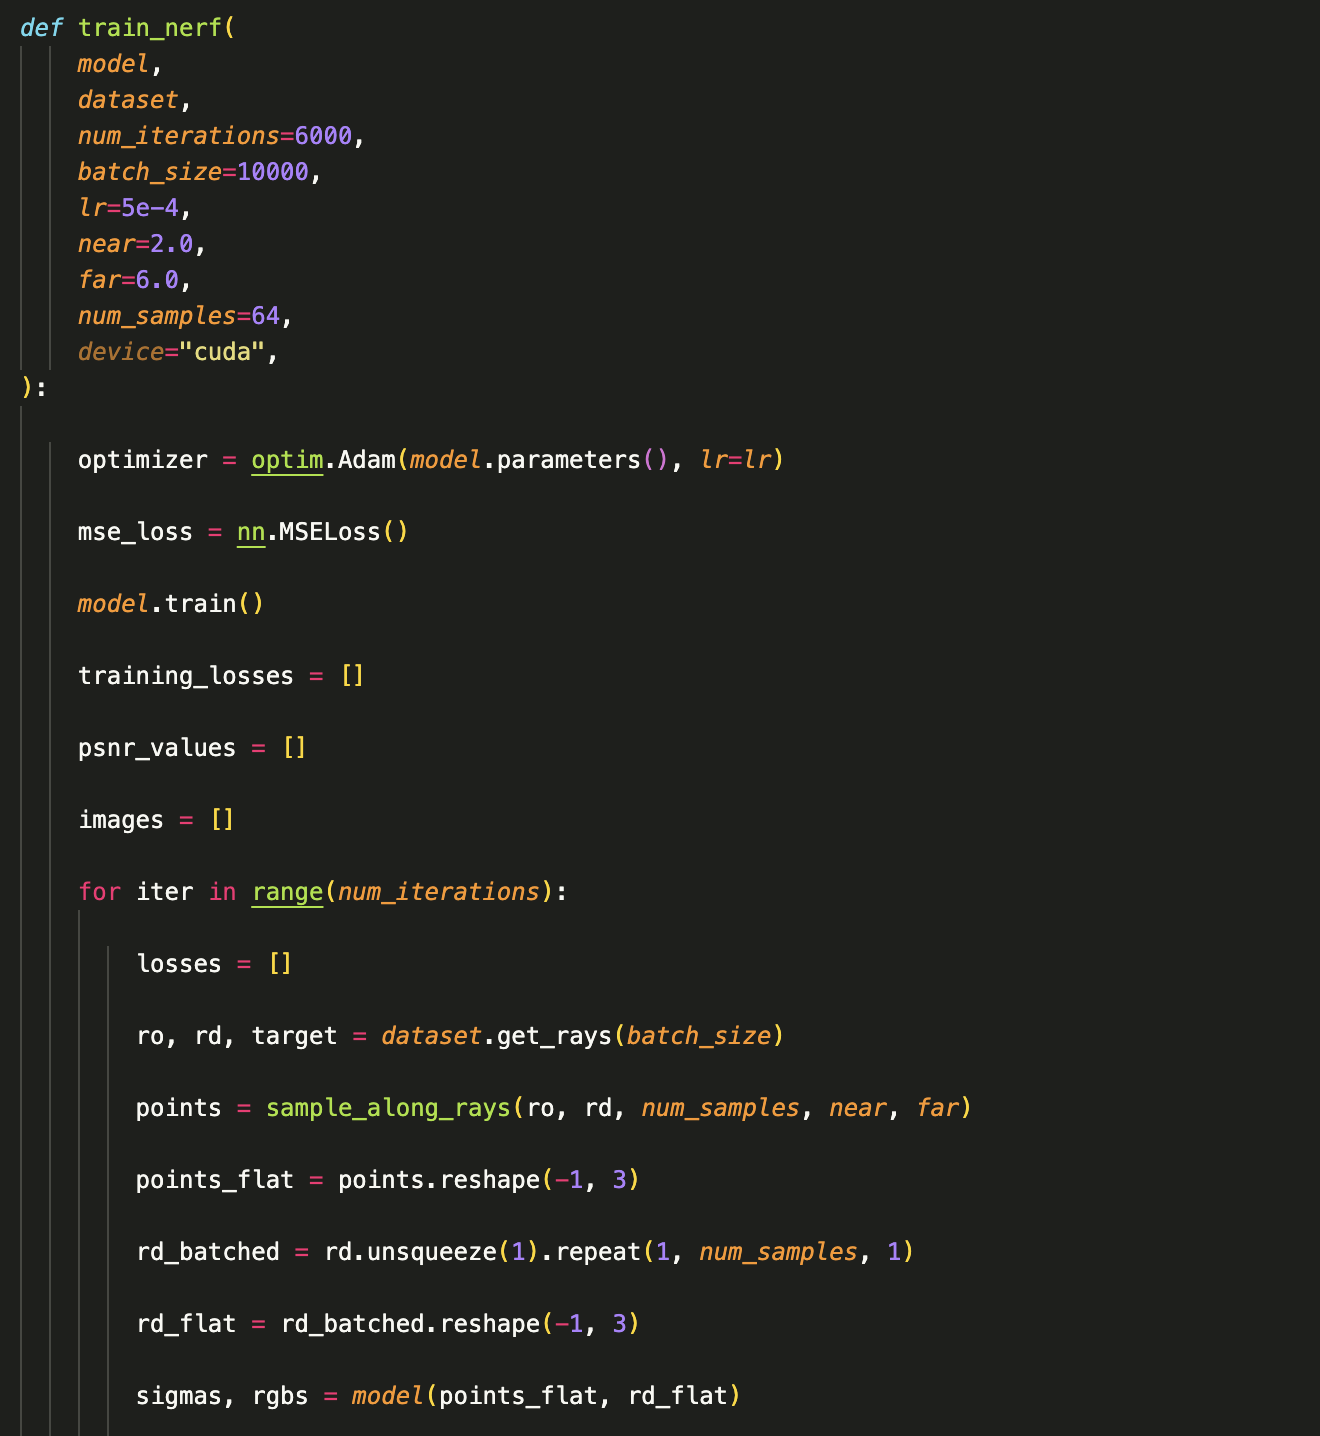 def train_nerf(
    model,
    dataset,
    num_iterations=6000,
    batch_size=10000,
    lr=5e-4,
    near=2.0,
    far=6.0,
    num_samples=64,
    device="cuda",
):
    optimizer = optim.Adam(model.parameters(), lr=lr)
    mse_loss = nn.MSELoss()
    model.train()
    training_losses = []
    psnr_values = []
    images = []
    for iter in range(num_iterations):
        losses = []
        ro, rd, target = dataset.get_rays(batch_size)
        points = sample_along_rays(ro, rd, num_samples, near, far)
        points_flat = points.reshape(-1, 3)
        rd_batched = rd.unsqueeze(1).repeat(1, num_samples, 1)
        rd_flat = rd_batched.reshape(-1, 3)
        sigmas, rgbs = model(points_flat, rd_flat)